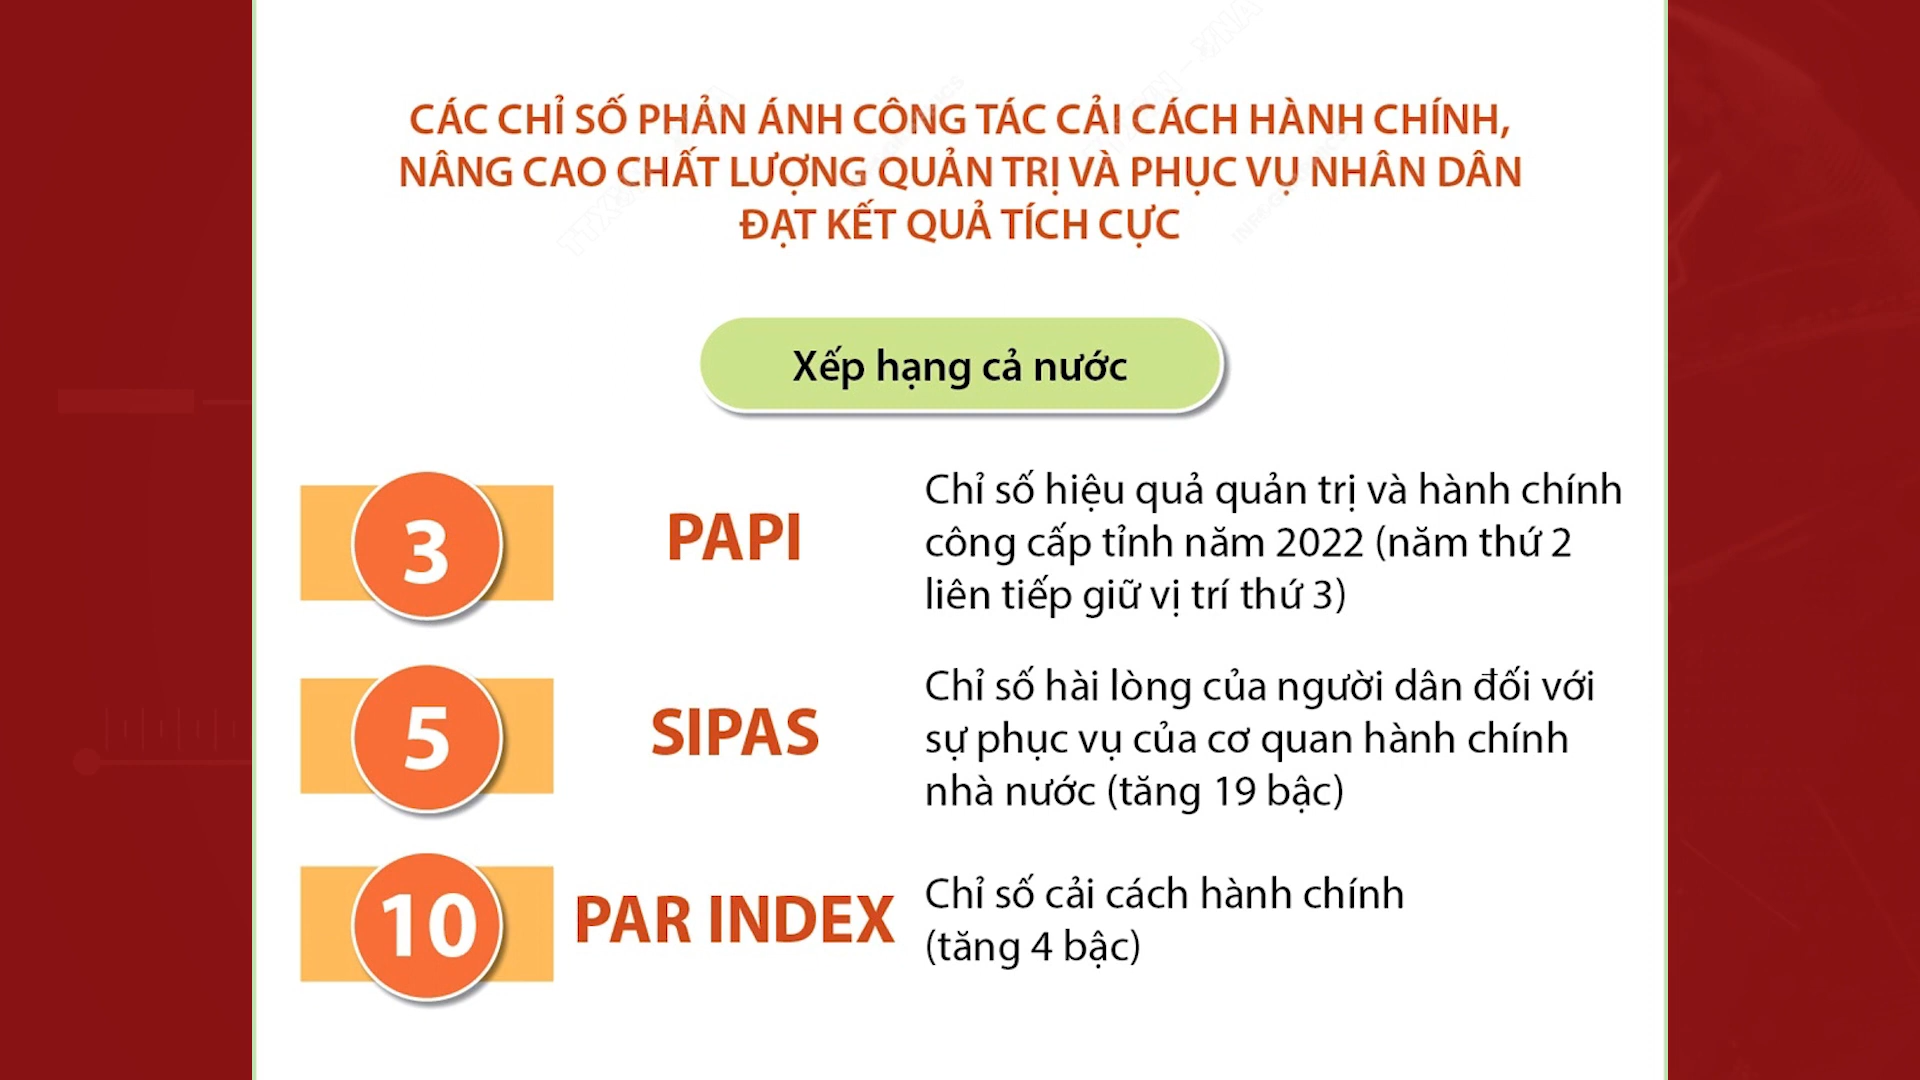 CÁC CHỈ SỐ PHẢN ÁNH CÔNG TÁC CẢI CÁCH HÀNH CHÍNH,
NÂNG CAO CHẤT LƯỢNG QUẢN TRỊ VÀ PHỤC VỤ NHÂN DÂN
ĐẠT KẾT QUẢ TÍCH CỰC
Xếp hạng cả nước
3
PAPI
Chỉ số hiệu quả quản trị và hành chính
công cấp tỉnh năm 2022 (năm thứ 2
liên tiếp giữ vị trí thứ 3)
5
SIPAS
Chỉ số hài lòng của người dân đối với
sự phục vụ của cơ quan hành chính
nhà nước (tăng 19 bậc)
10
PAR INDEX
Chỉ số cải cách hành chính
(tăng 4 bậc)